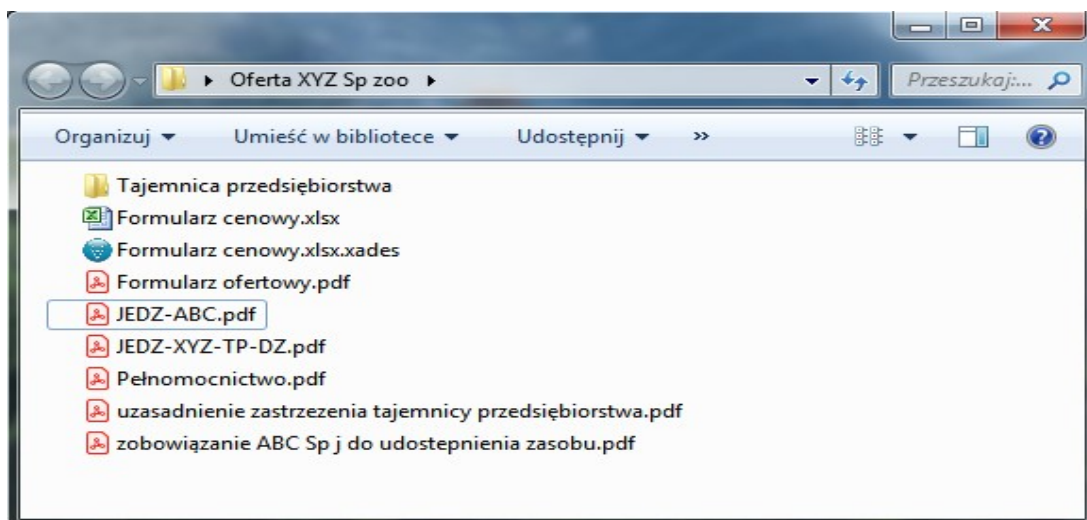 Oferta XYZ Sp zoo
Przeszukaj:...
Organizuj Umieść w bibliotece Udostępnij »
Tajemnica przedsiębiorstwa
Formularz cenowy.xlsx
Formularz cenowy.xlsx.xades
Formularz ofertowy.pdf
JEDZ-ABC.pdf
JEDZ-XYZ-TP-DZ.pdf
Pełnomocnictwo.pdf
uzasadnienie zastrzezenia tajemnicy przedsiębiorstwa.pdf
zobowiązanie ABC Sp j do udostepnienia zasobu.pdf